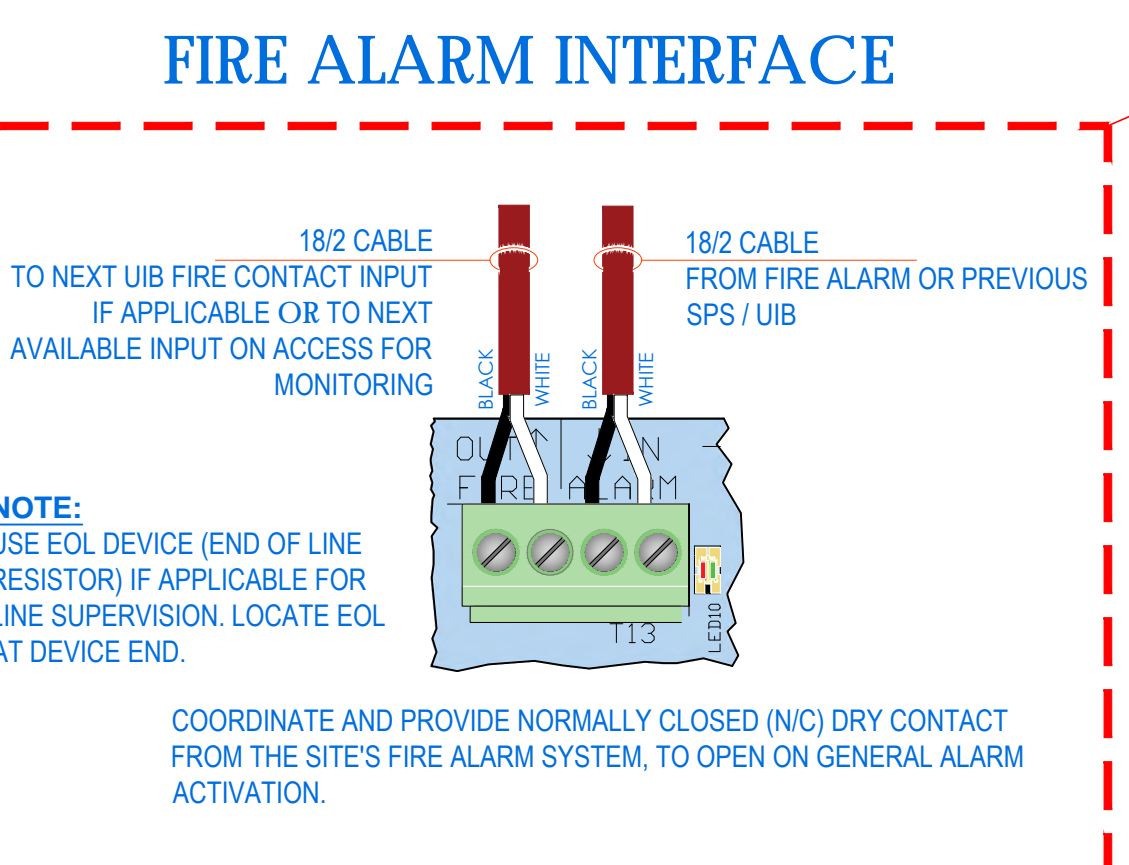 FIRE ALARM INTERFACE
18/2 CABLE
TO NEXT UIB FIRE CONTACT INPUT
IF APPLICABLE OR TO NEXT
AVAILABLE INPUT ON ACCESS FOR
MONITORING
18/2 CABLE
FROM FIRE ALARM OR PREVIOUS
SPS / UIB
BLACK
WHITE
BLACK
WHITE
OUT↑ ↓IN
FIRE ALARM
T13
LED10
NOTE:
USE EOL DEVICE (END OF LINE
RESISTOR) IF APPLICABLE FOR
LINE SUPERVISION. LOCATE EOL
AT DEVICE END.
COORDINATE AND PROVIDE NORMALLY CLOSED (N/C) DRY CONTACT
FROM THE SITE'S FIRE ALARM SYSTEM, TO OPEN ON GENERAL ALARM
ACTIVATION.